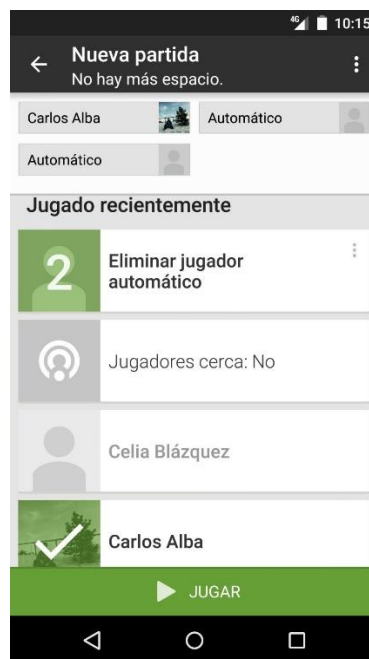 4G 10:15
Nueva partida
No hay más espacio.
Carlos Alba Automático
Automático
Jugado recientemente
2
Eliminar jugador
automático
Jugadores cerca: No
Celia Blázquez
Carlos Alba
JUGAR